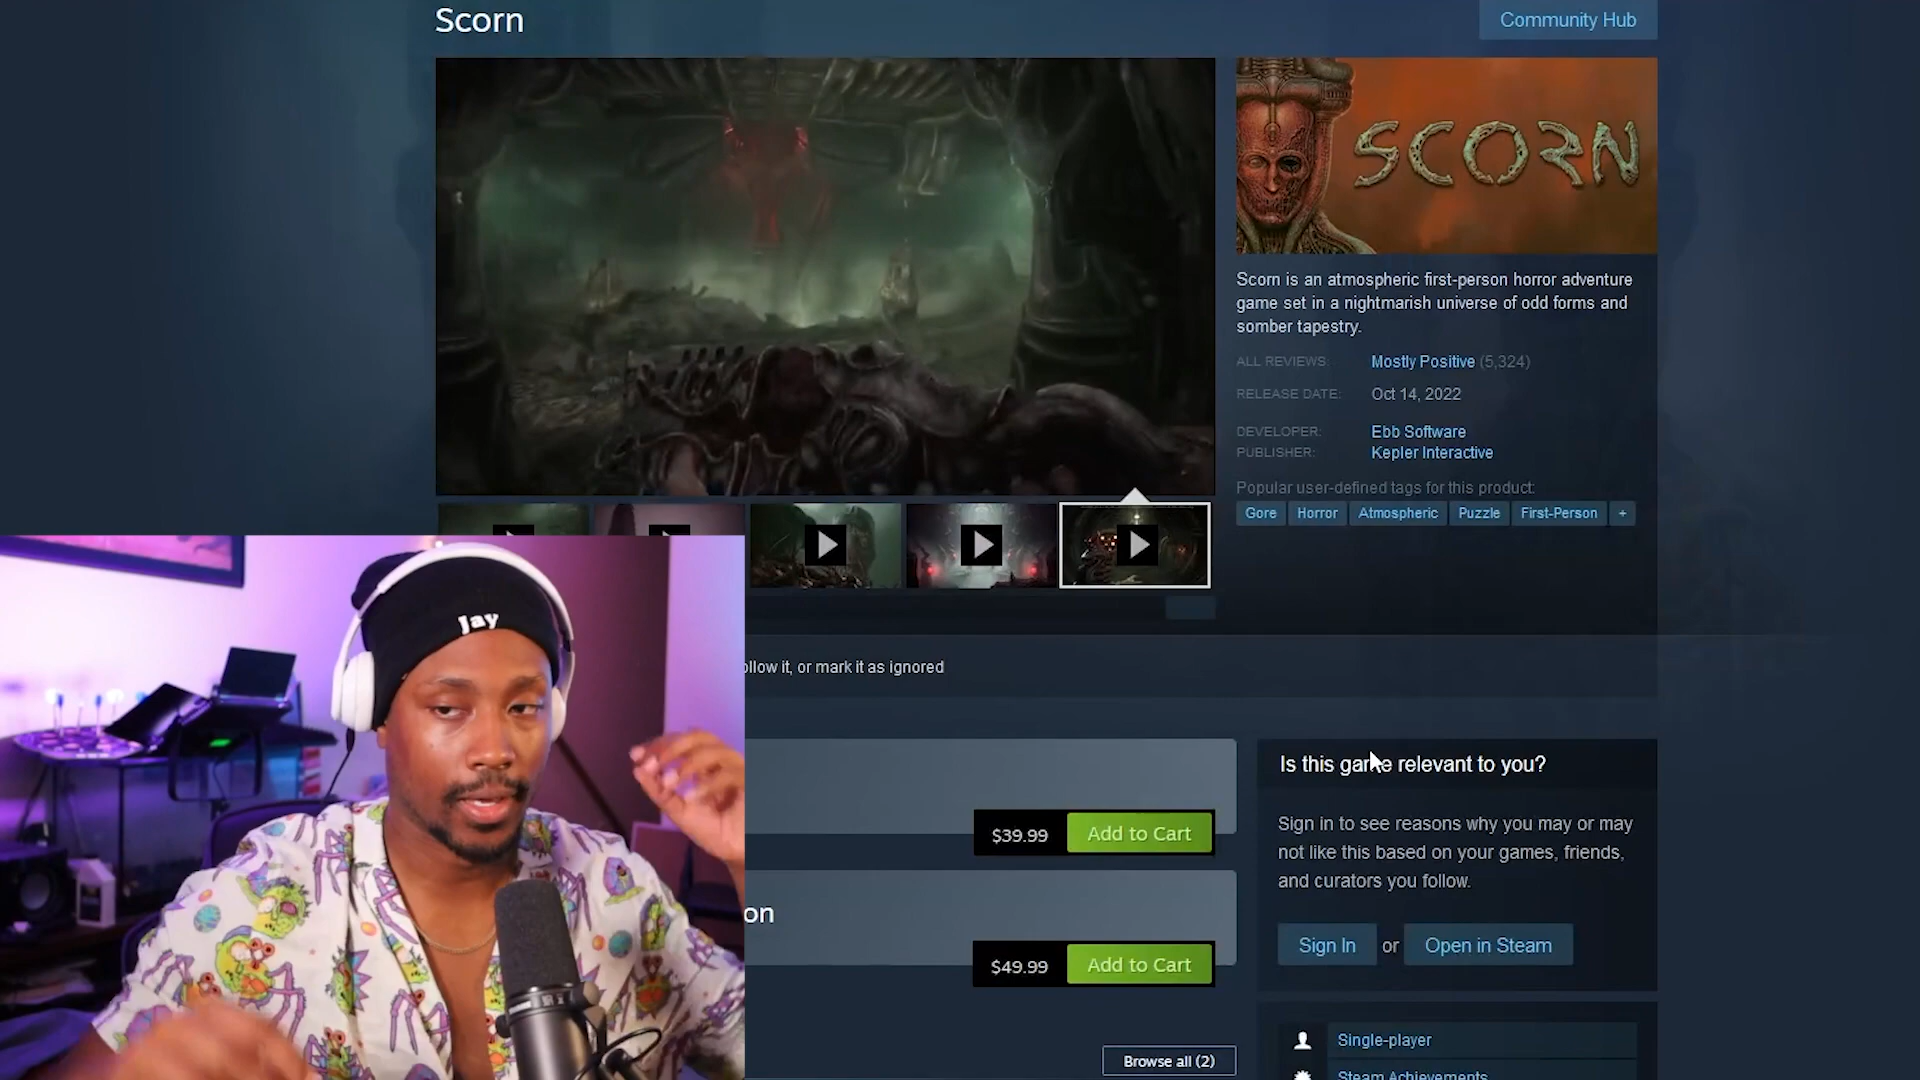 Scorn
Community Hub
SCORN
Scorn is an atmospheric first-person horror adventure
game set in a nightmarish universe of odd forms and
somber tapestry.
ALL REVIEWS: Mostly Positive (5,324)
RELEASE DATE: Oct 14, 2022
DEVELOPER: Ebb Software
PUBLISHER: Kepler Interactive
Popular user-defined tags for this product:
Gore Horror Atmospheric Puzzle First-Person +
ollow it, or mark it as ignored
Jay
$39.99 Add to Cart
on
$49.99 Add to Cart
Browse all (2)
Is this game relevant to you?
Sign in to see reasons why you may or may
not like this based on your games, friends,
and curators you follow.
Sign In or Open in Steam
Single-player
Steam Achievements